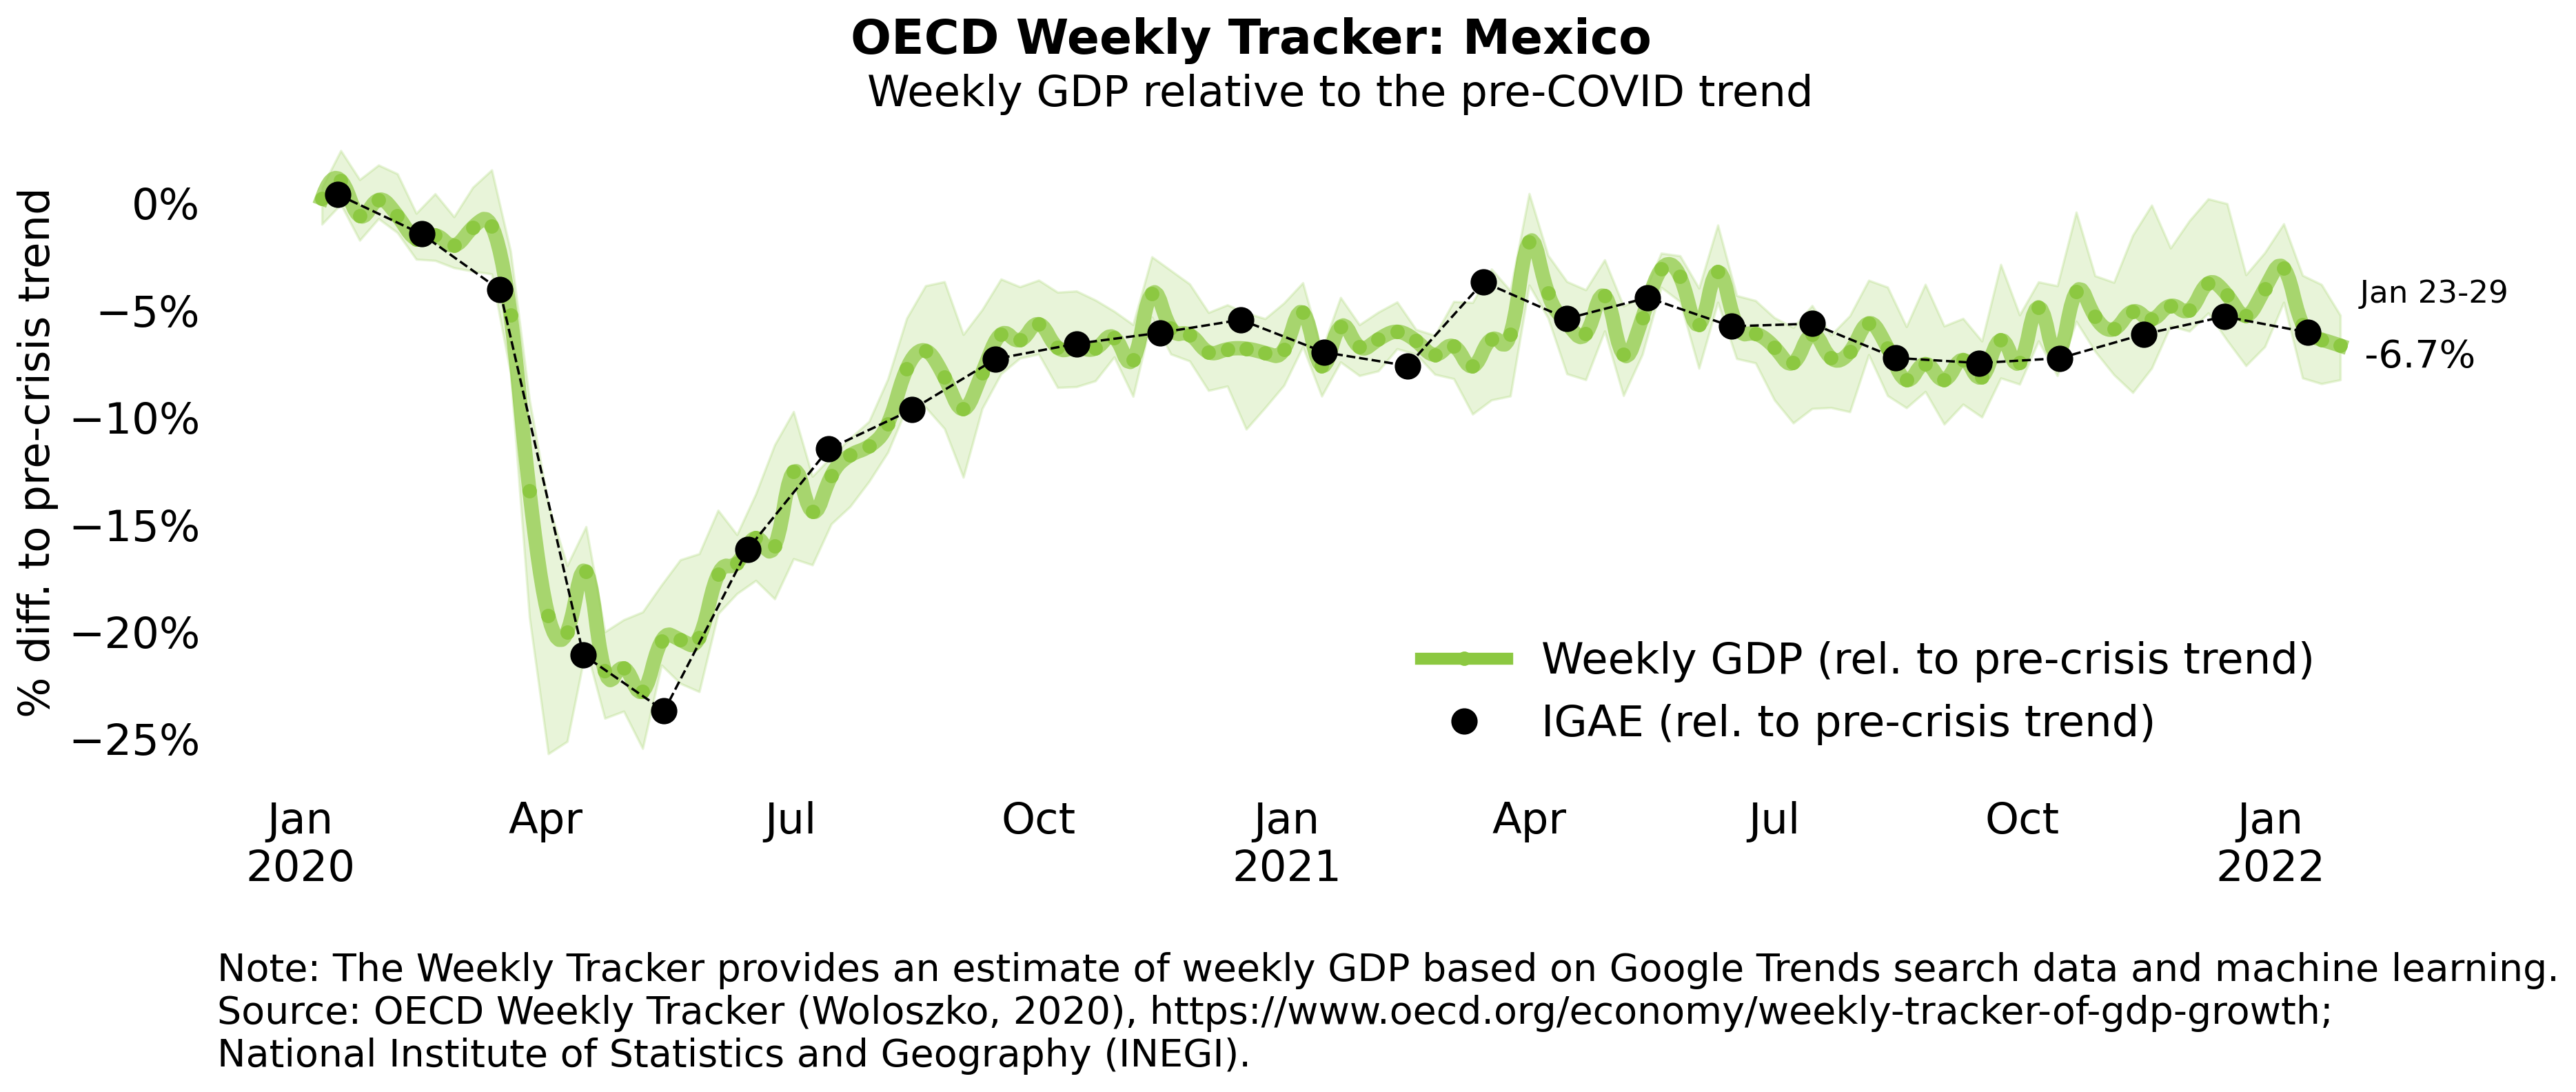 OECD Weekly Tracker: Mexico
Weekly GDP relative to the pre-COVID trend
% diff. to pre-crisis trend
0%
−5%
−10%
−15%
−20%
−25%
Jan 23-29
-6.7%
Weekly GDP (rel. to pre-crisis trend)
IGAE (rel. to pre-crisis trend)
Jan Apr Jul Oct Jan Apr Jul Oct Jan
2020 2021 2022
Note: The Weekly Tracker provides an estimate of weekly GDP based on Google Trends search data and machine learning.
Source: OECD Weekly Tracker (Woloszko, 2020), https://www.oecd.org/economy/weekly-tracker-of-gdp-growth;
National Institute of Statistics and Geography (INEGI).